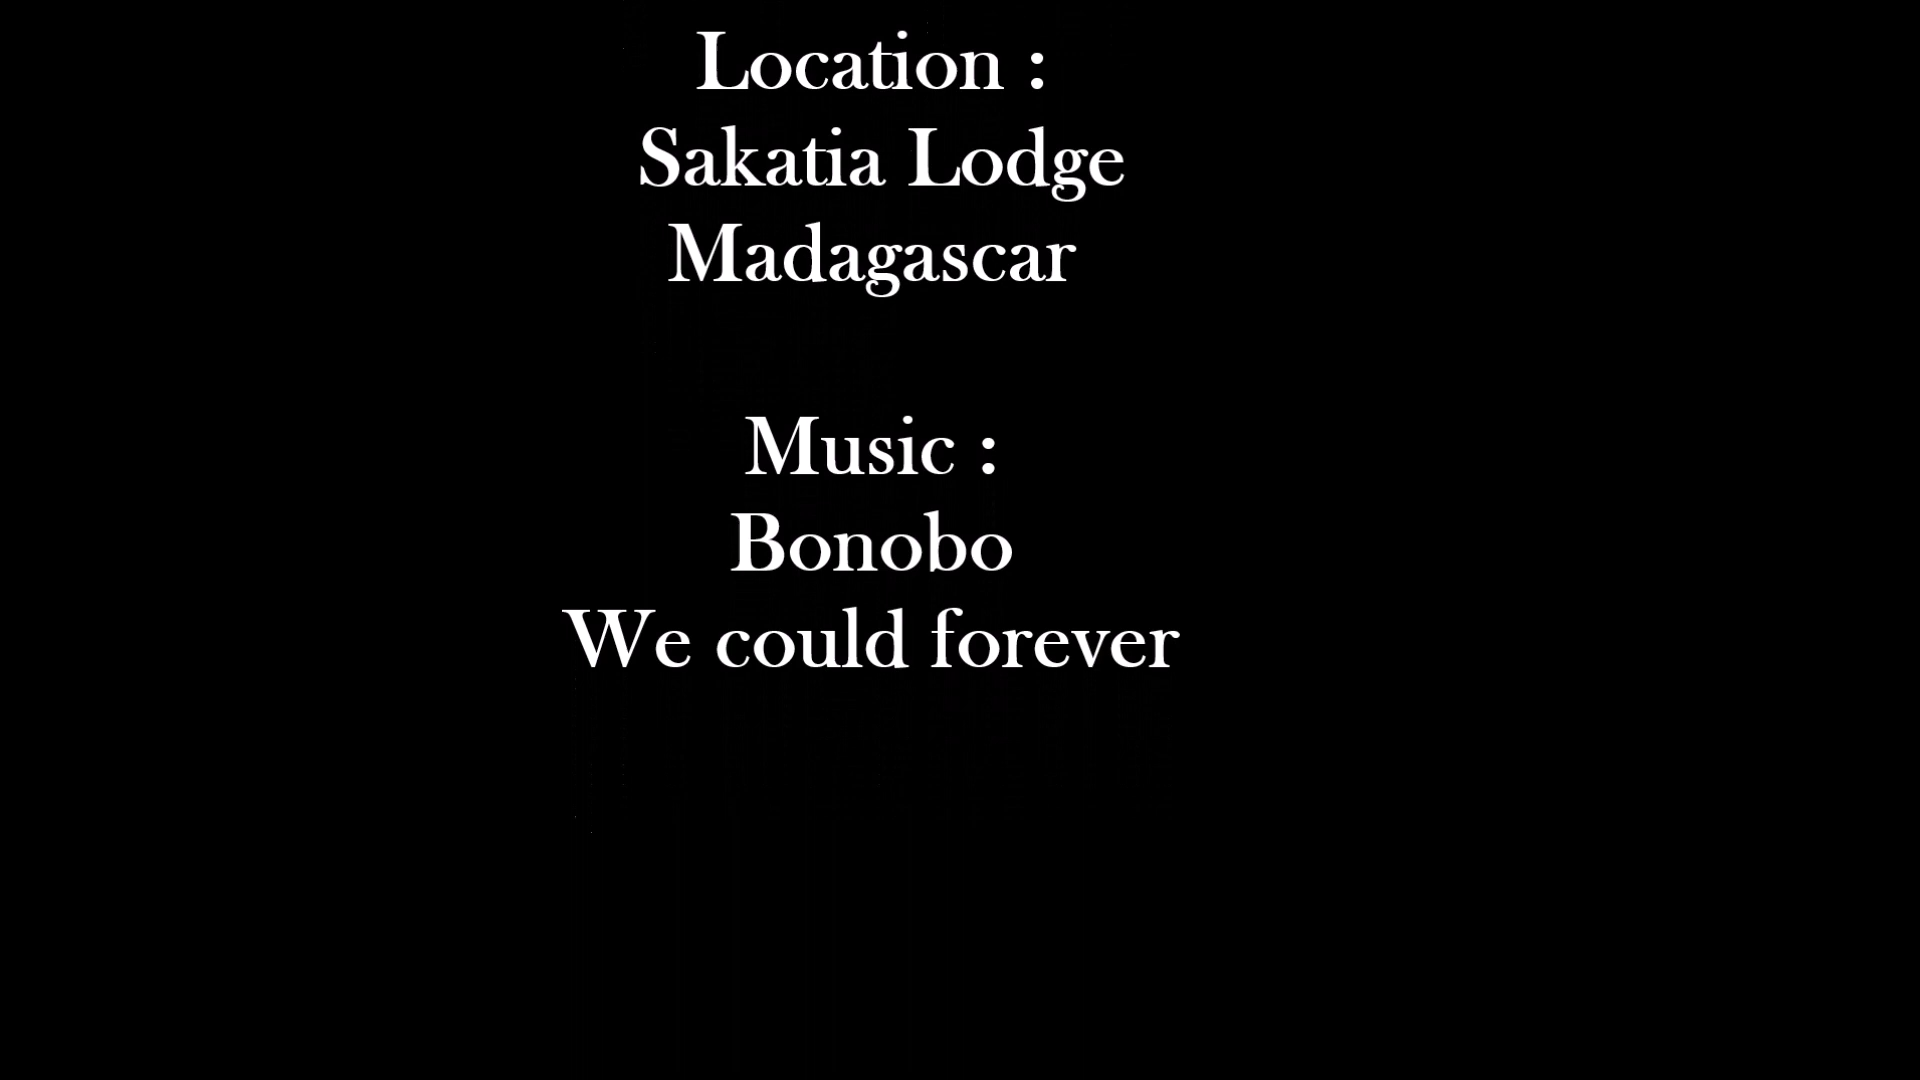 Location :
Sakatia Lodge
Madagascar
Music :
Bonobo
We could forever